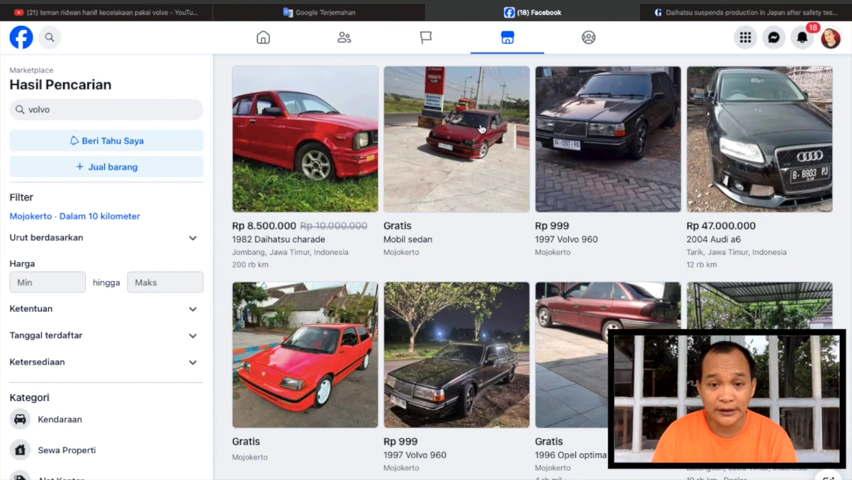 (21) teman ridwan hanif kecelakaan pakai volvo - YouTu...
Google Terjemahan
(18) Facebook
Daihatsu suspends production in Japan after safety tes...
18
Marketplace
Hasil Pencarian
volvo
Beri Tahu Saya
+ Jual barang
Filter
Mojokerto · Dalam 10 kilometer
Urut berdasarkan
Harga
Min
hingga
Maks
Ketentuan
Tanggal terdaftar
Ketersediaan
Kategori
Kendaraan
Sewa Properti
Rp 8.500.000 Rp 10.000.000
1982 Daihatsu charade
Jombang, Jawa Timur, Indonesia
200 rb km
Gratis
Mobil sedan
Mojokerto
Rp 999
1997 Volvo 960
Mojokerto
B 8803 PJ
Rp 47.000.000
2004 Audi a6
Tarik, Jawa Timur, Indonesia
12 rb km
Gratis
Mojokerto
Rp 999
1997 Volvo 960
Mojokerto
Gratis
1996 Opel optima
Mojokerto